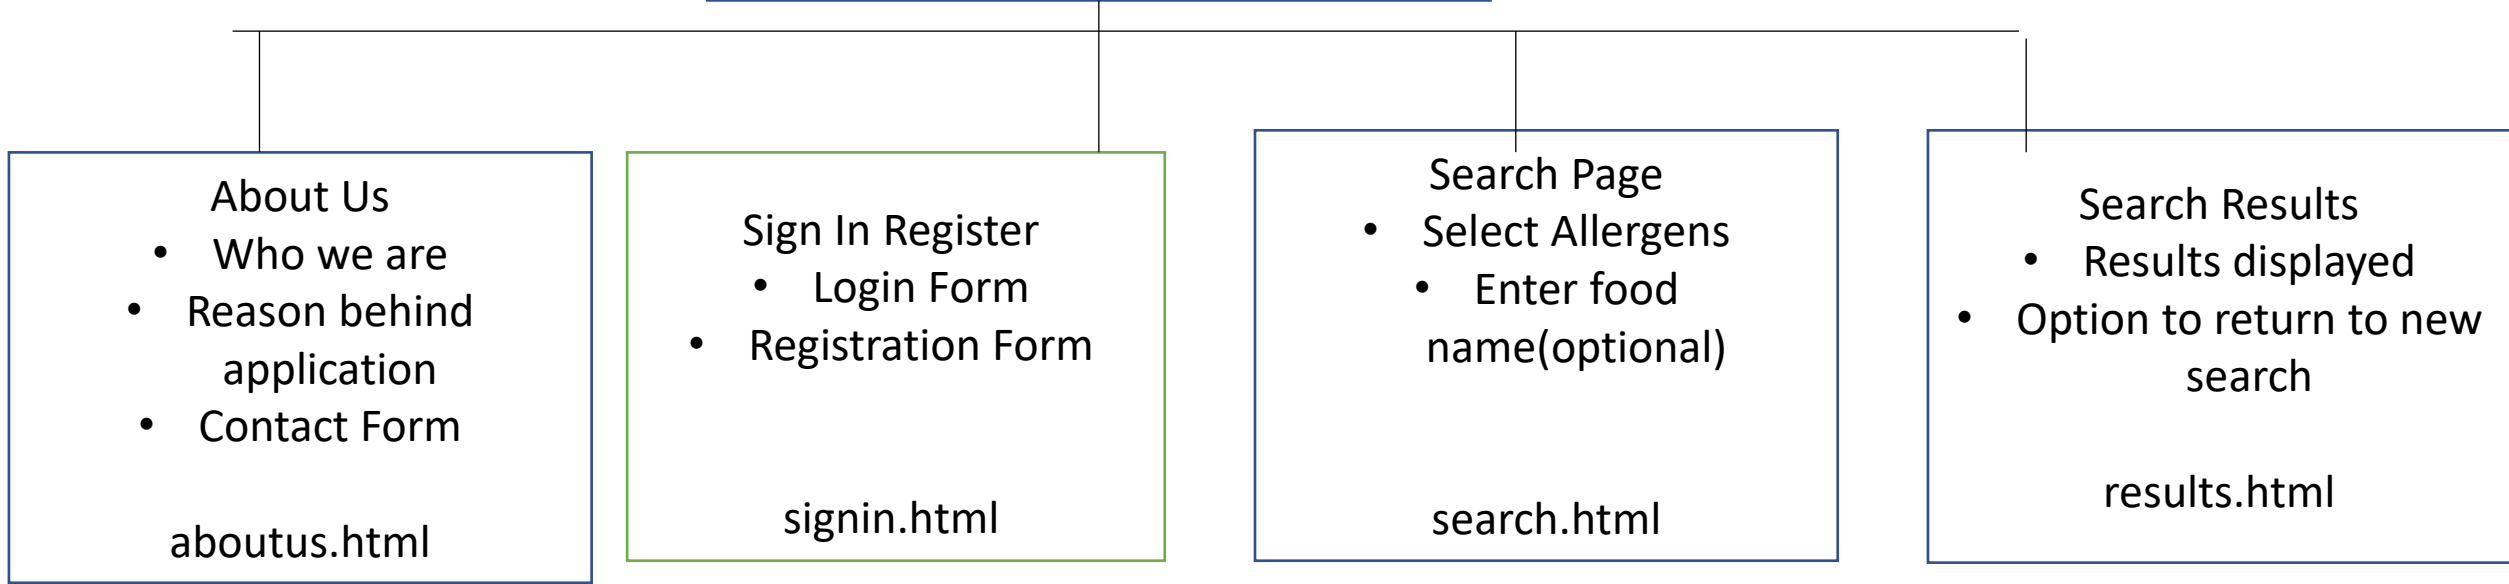 About Us
• Who we are
• Reason behind
application
• Contact Form
aboutus.html
Sign In Register
• Login Form
• Registration Form
signin.html
Search Page
• Select Allergens
• Enter food
name(optional)
search.html
Search Results
• Results displayed
• Option to return to new
search
results.html